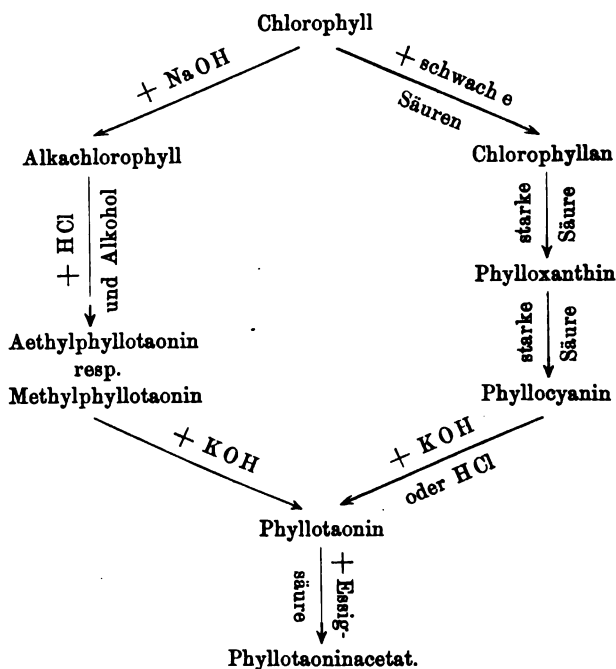 Chlorophyll
+ NaOH
+ schwache
Säuren
Alkachlorophyll
Chlorophyllan
+ HCl
und Alkohol
starke
Säure
Phylloxanthin
Aethylphyllotaonin
resp.
Methylphyllotaonin
starke
Säure
Phyllocyanin
+ KOH
+ KOH
oder HCl
Phyllotaonin
+ Essig-
säure
Phyllotaoninacetat.